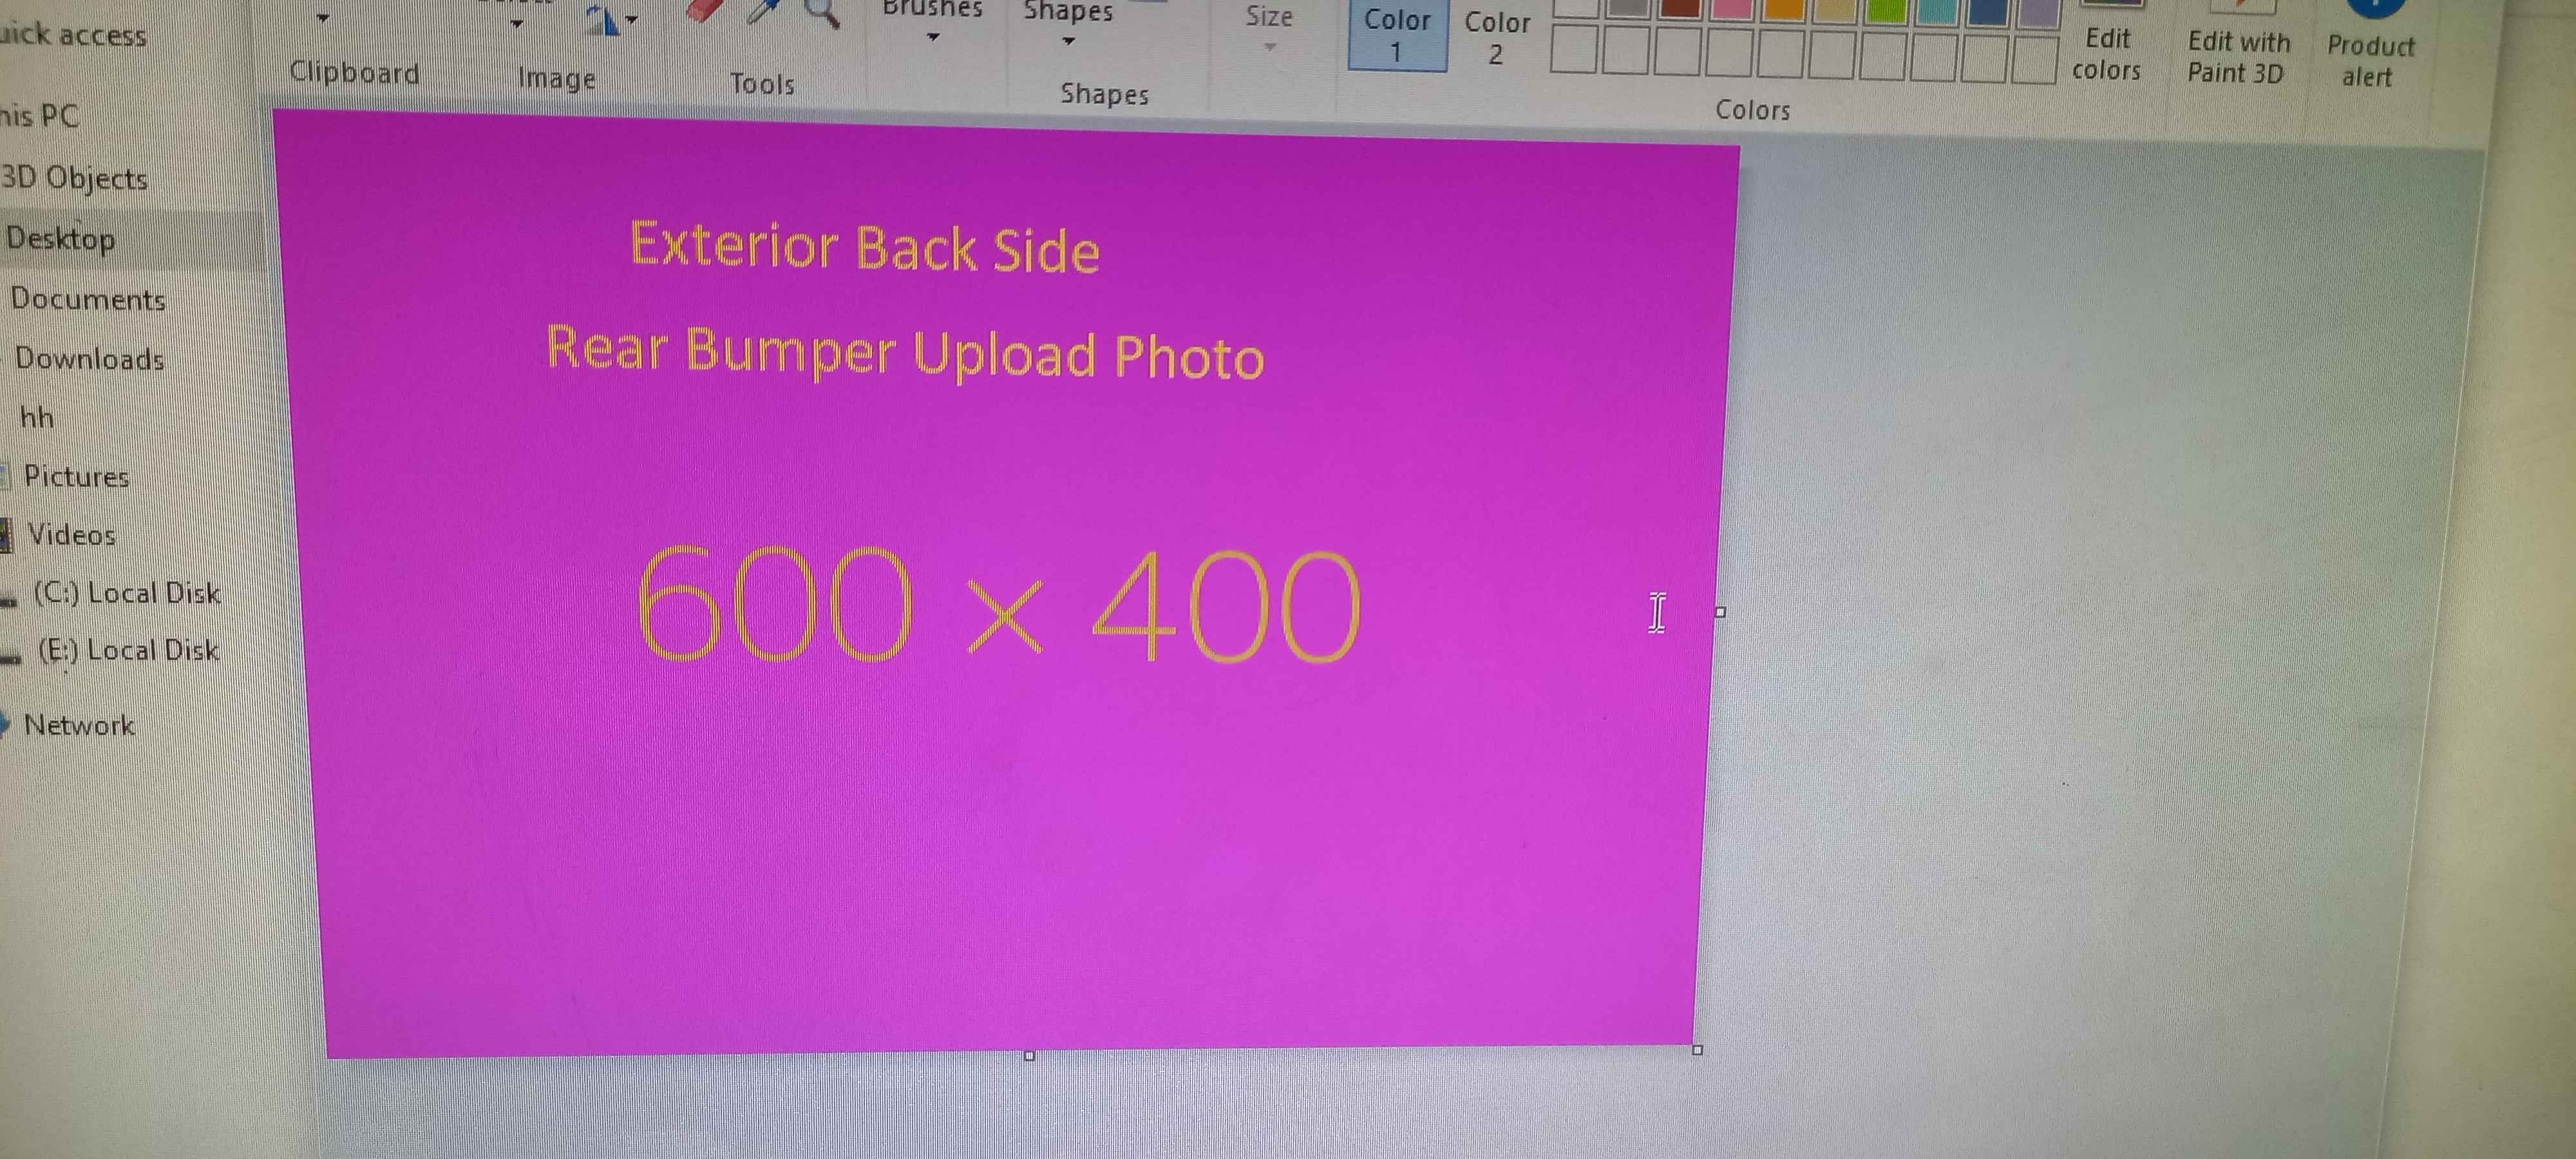 Quick access
This PC
3D Objects
Desktop
Documents
Downloads
hh
Pictures
Videos
(C:) Local Disk
(E:) Local Disk
Network
Clipboard
Image
Tools
Brushes
Shapes
Shapes
Size
Color
1
Color
2
Colors
Edit
colors
Edit with
Paint 3D
Product
alert
Exterior Back Side
Rear Bumper Upload Photo
600 × 400